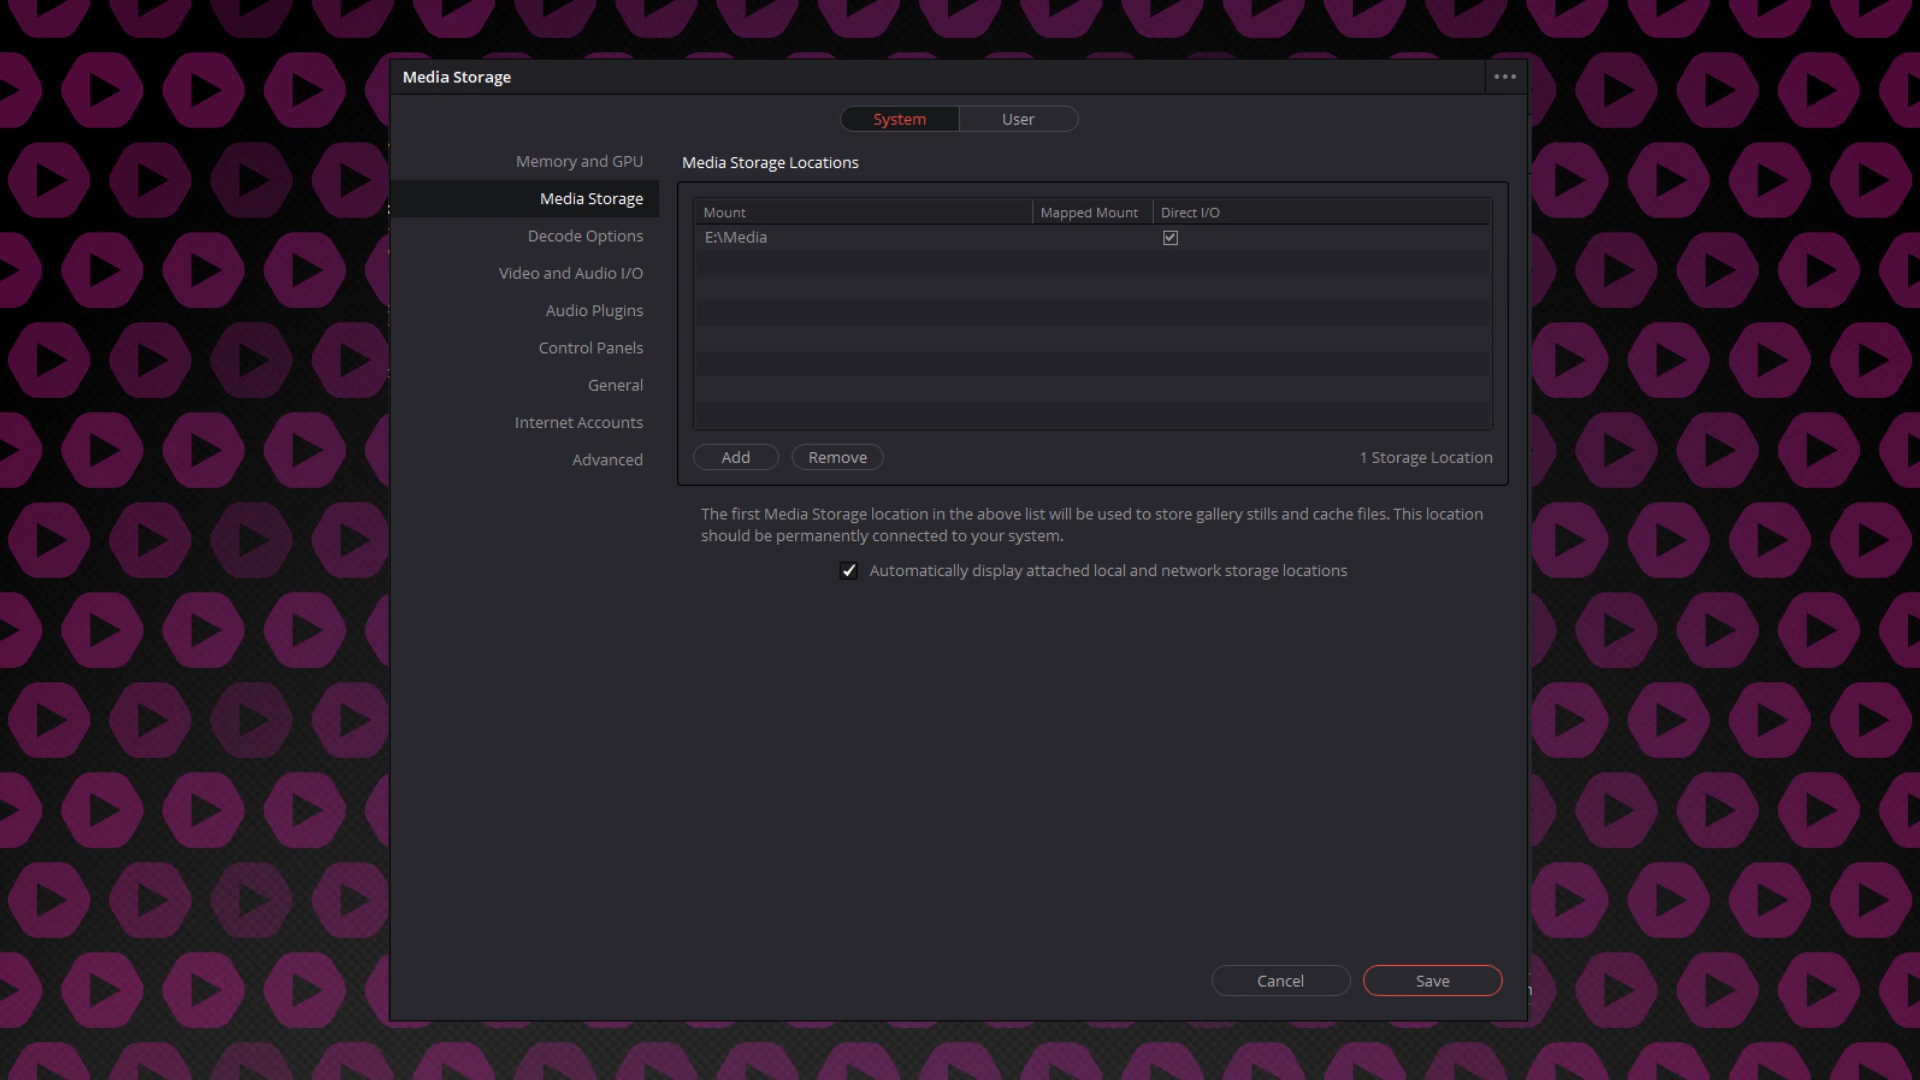 Media Storage
System
User
Memory and GPU
Media Storage
Decode Options
Video and Audio I/O
Audio Plugins
Control Panels
General
Internet Accounts
Advanced
Media Storage Locations
Mount
Mapped Mount
Direct I/O
E:\Media
Add
Remove
1 Storage Location
The first Media Storage location in the above list will be used to store gallery stills and cache files. This location
should be permanently connected to your system.
Automatically display attached local and network storage locations
Cancel
Save